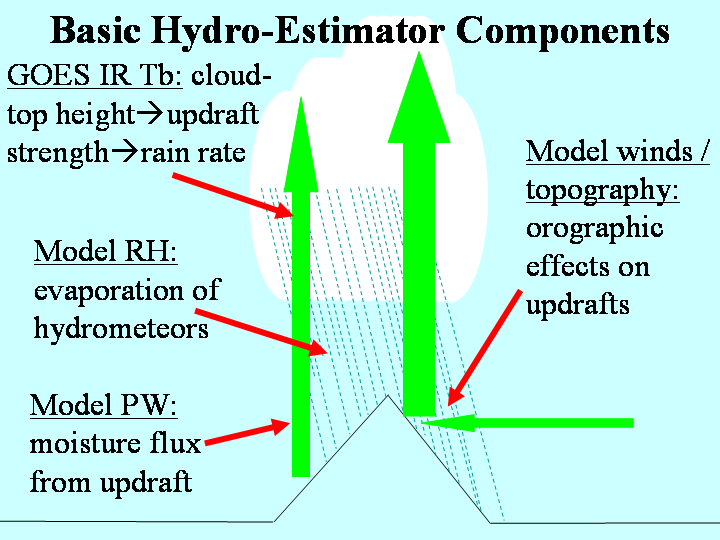 Basic Hydro-Estimator Components
GOES IR Tb: cloud-
top height→updraft
strength→rain rate
Model RH:
evaporation of
hydrometeors
Model PW:
moisture flux
from updraft
Model winds /
topography:
orographic
effects on
updrafts